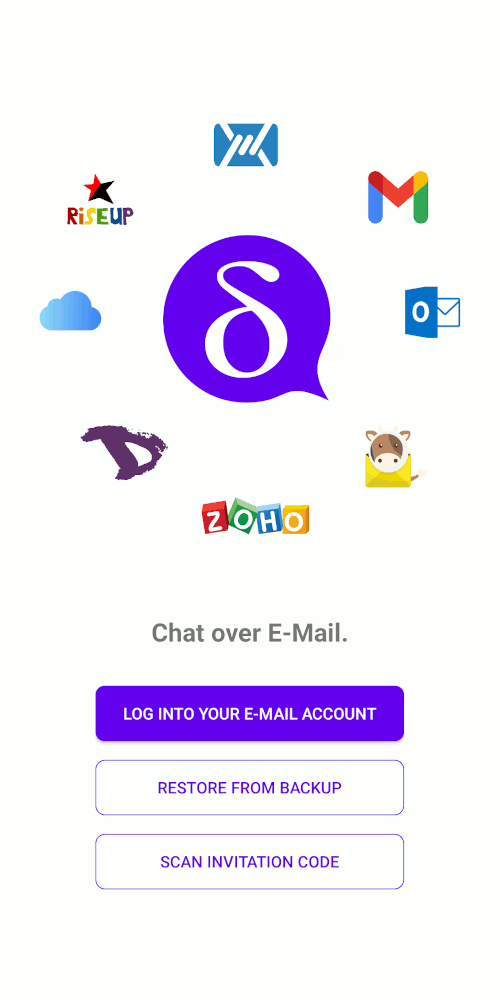 RiSEUP
δ
O
D
ZOHO
Chat over E-Mail.
LOG INTO YOUR E-MAIL ACCOUNT
RESTORE FROM BACKUP
SCAN INVITATION CODE